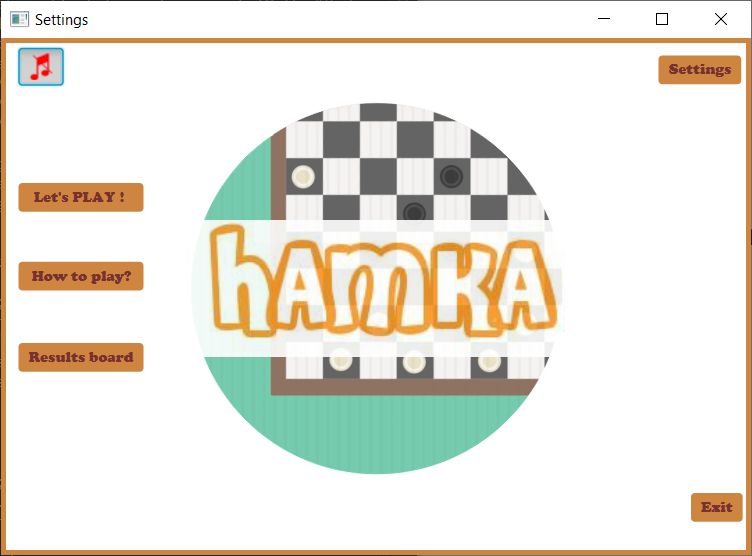 Settings
Settings
Let's PLAY !
How to play?
hAmKA
Results board
Exit